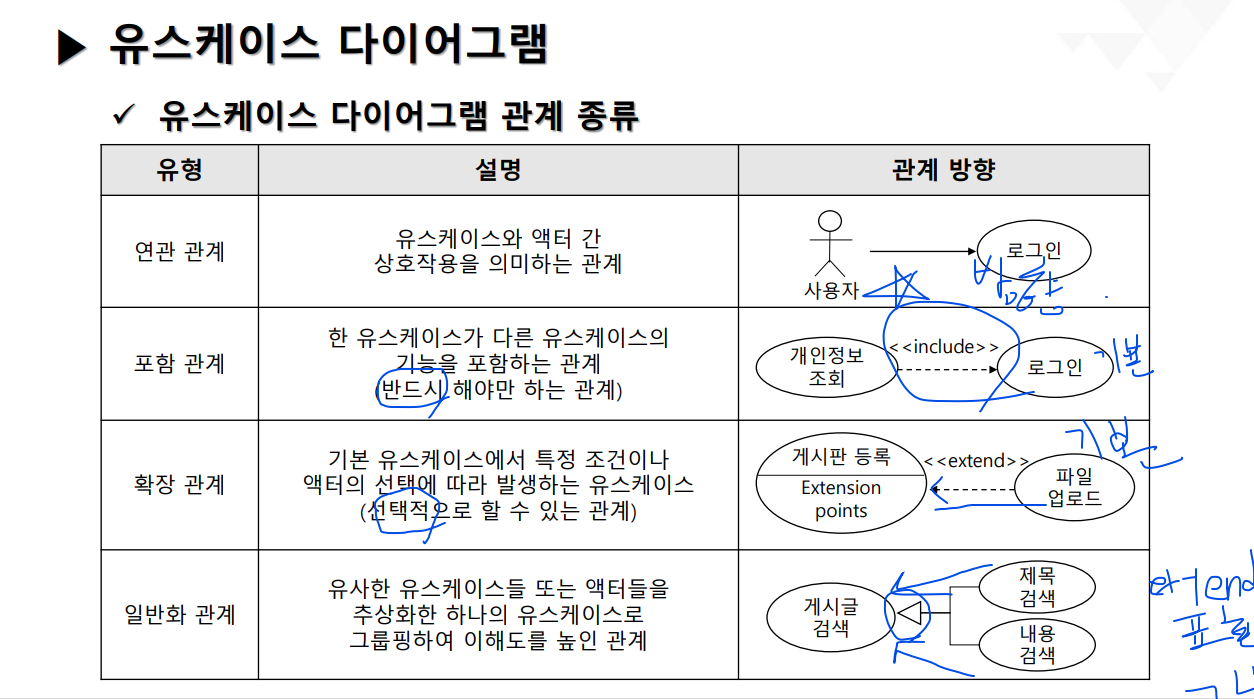 ▶ 유스케이스 다이어그램
✓ 유스케이스 다이어그램 관계 종류
유형 설명 관계 방향
연관 관계
유스케이스와 액터 간
상호작용을 의미하는 관계
사용자
로그인
방향
포함 관계
한 유스케이스가 다른 유스케이스의
기능을 포함하는 관계
(반드시 해야만 하는 관계)
개인정보
조회
<<include>>
로그인
기본
확장 관계
기본 유스케이스에서 특정 조건이나
액터의 선택에 따라 발생하는 유스케이스
(선택적으로 할 수 있는 관계)
게시판 등록
Extension
points
<<extend>>
파일
업로드
기본
일반화 관계
유사한 유스케이스들 또는 액터들을
추상화한 하나의 유스케이스로
그룹핑하여 이해도를 높인 관계
게시글
검색
제목
검색
내용
검색